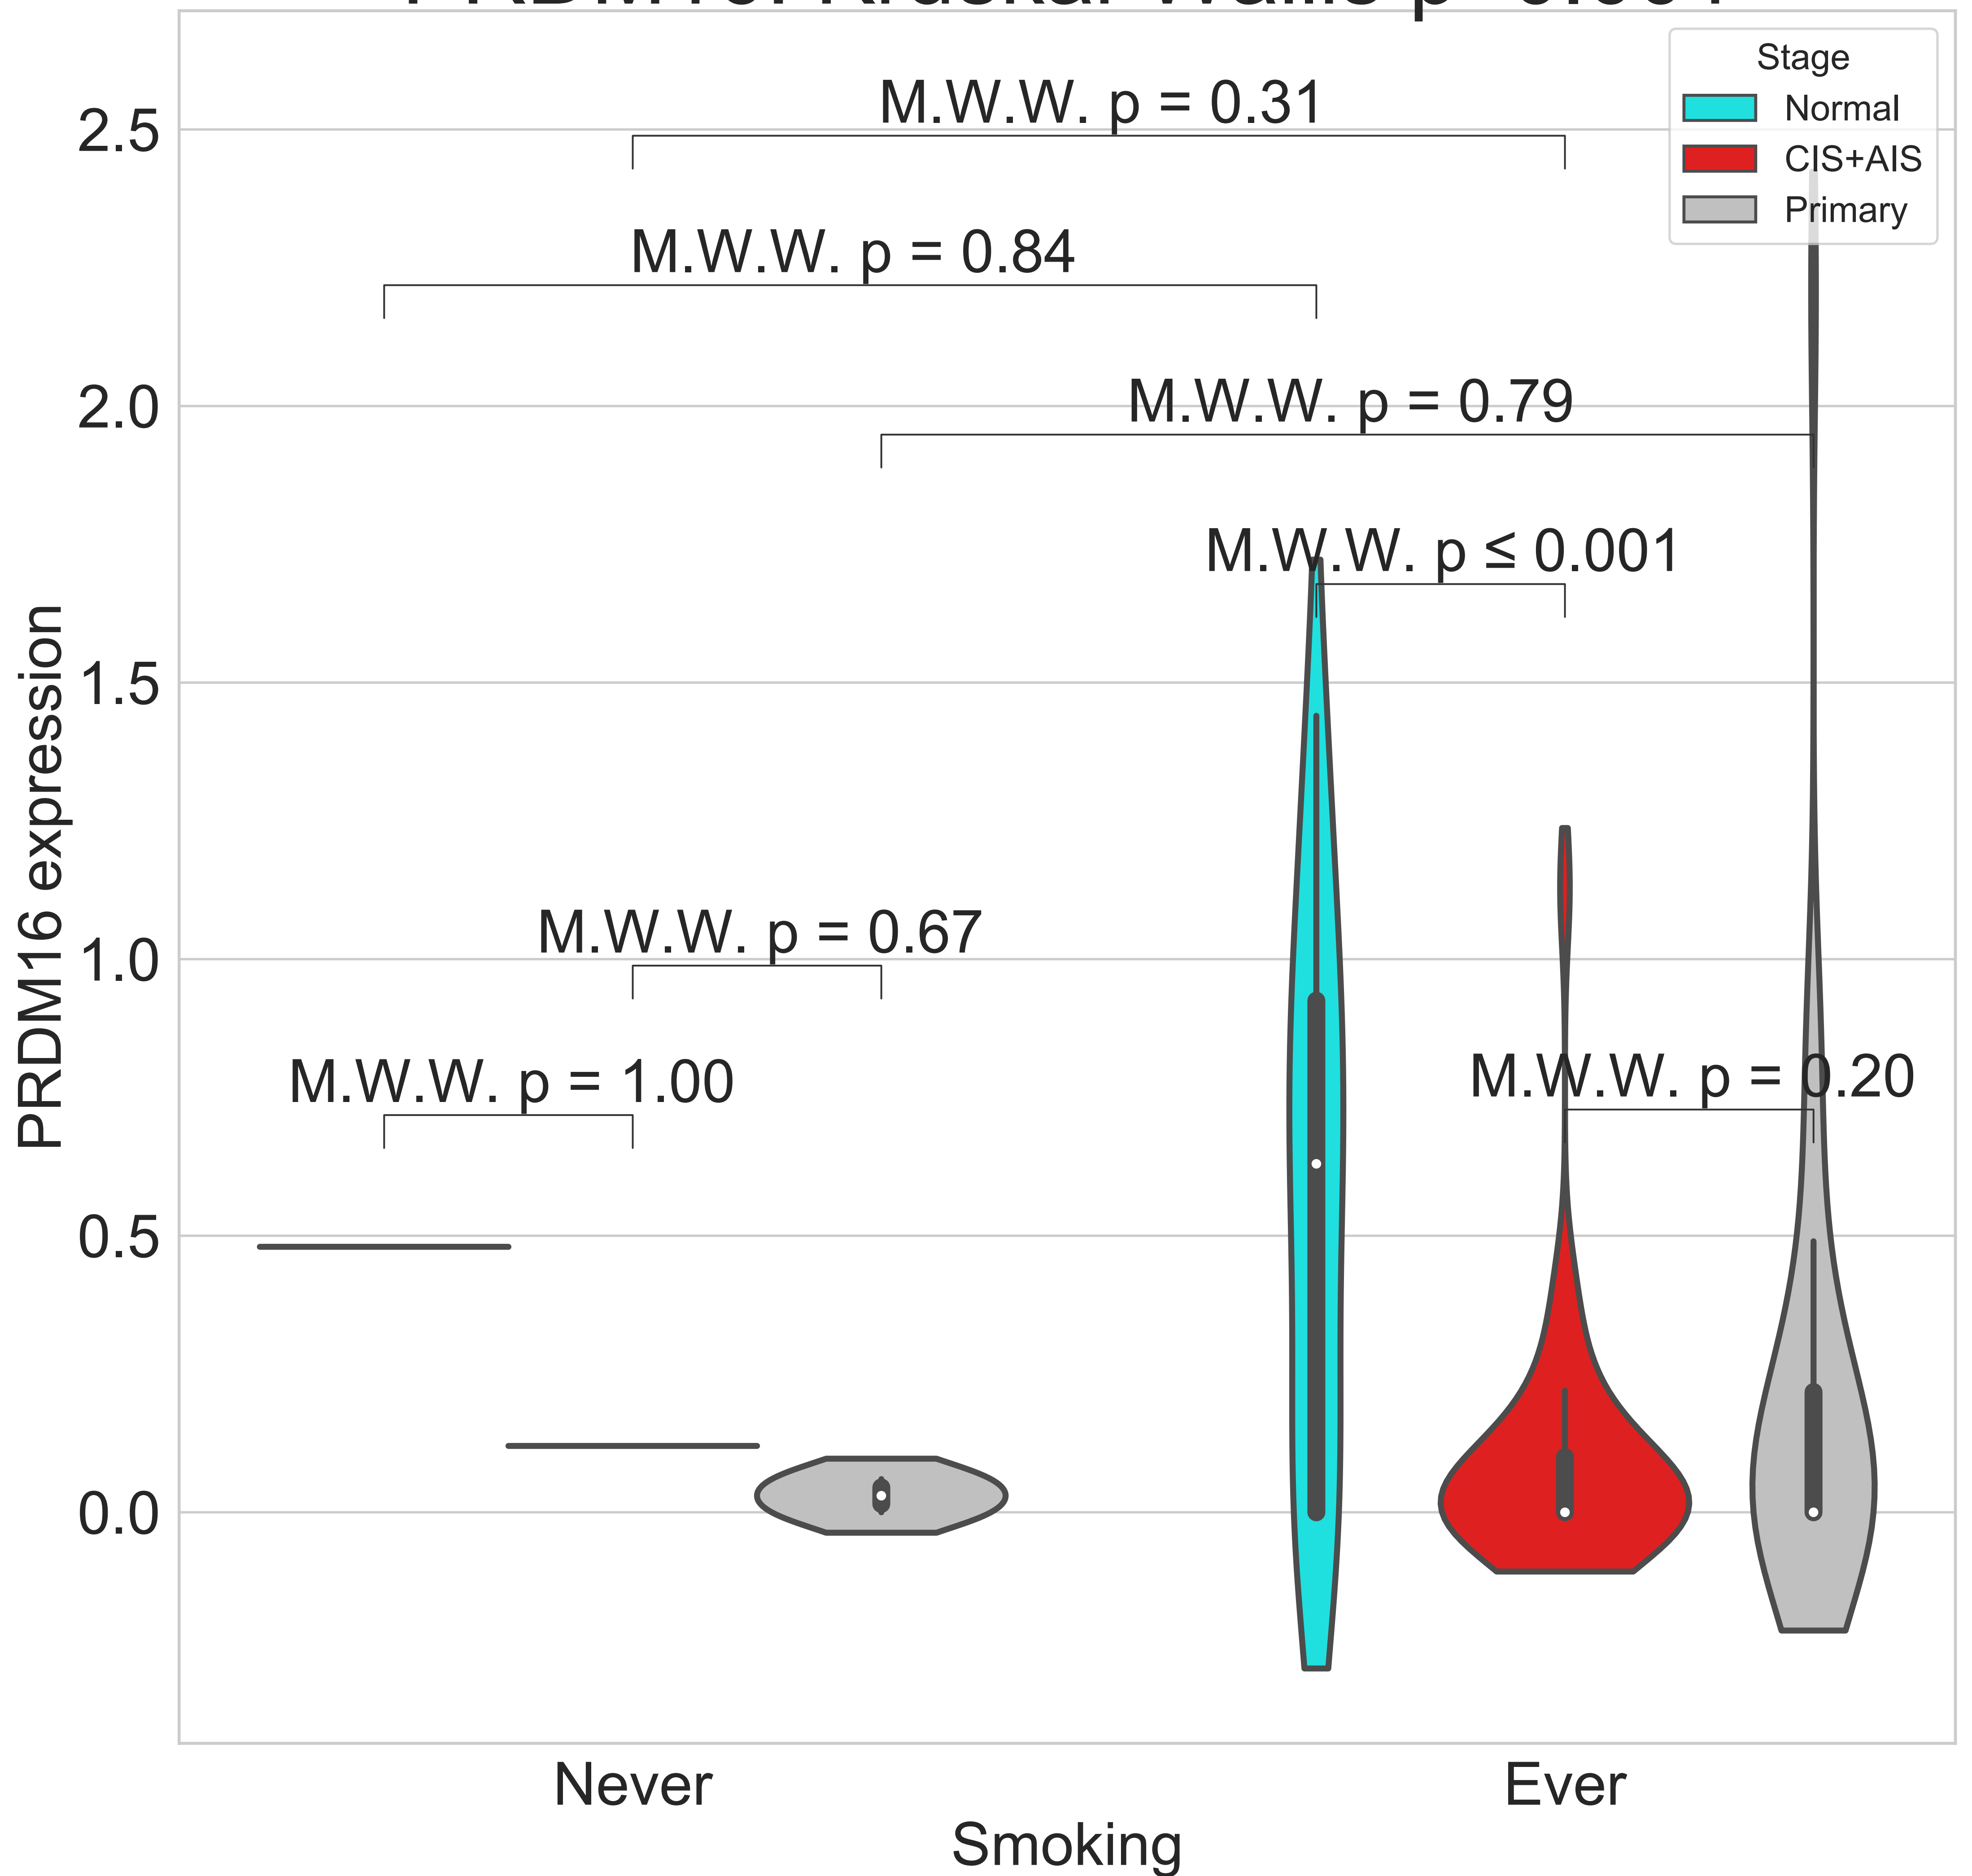 Stage
Normal
CIS+AIS
Primary
M.W.W. p = 0.31
M.W.W. p = 0.84
M.W.W. p = 0.79
M.W.W. p ≤ 0.001
M.W.W. p = 0.67
M.W.W. p = 1.00
M.W.W. p = 0.20
PRDM16 expression
2.5
2.0
1.5
1.0
0.5
0.0
Never
Ever
Smoking